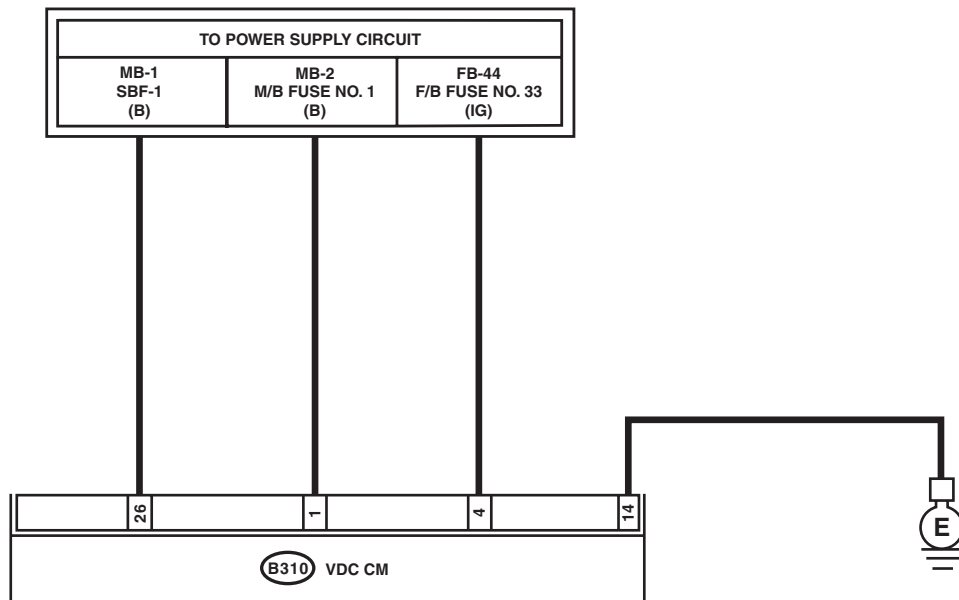 TO POWER SUPPLY CIRCUIT
MB-1
SBF-1
(B)
MB-2
M/B FUSE NO. 1
(B)
FB-44
F/B FUSE NO. 33
(IG)
26
1
4
14
E
B310 VDC CM